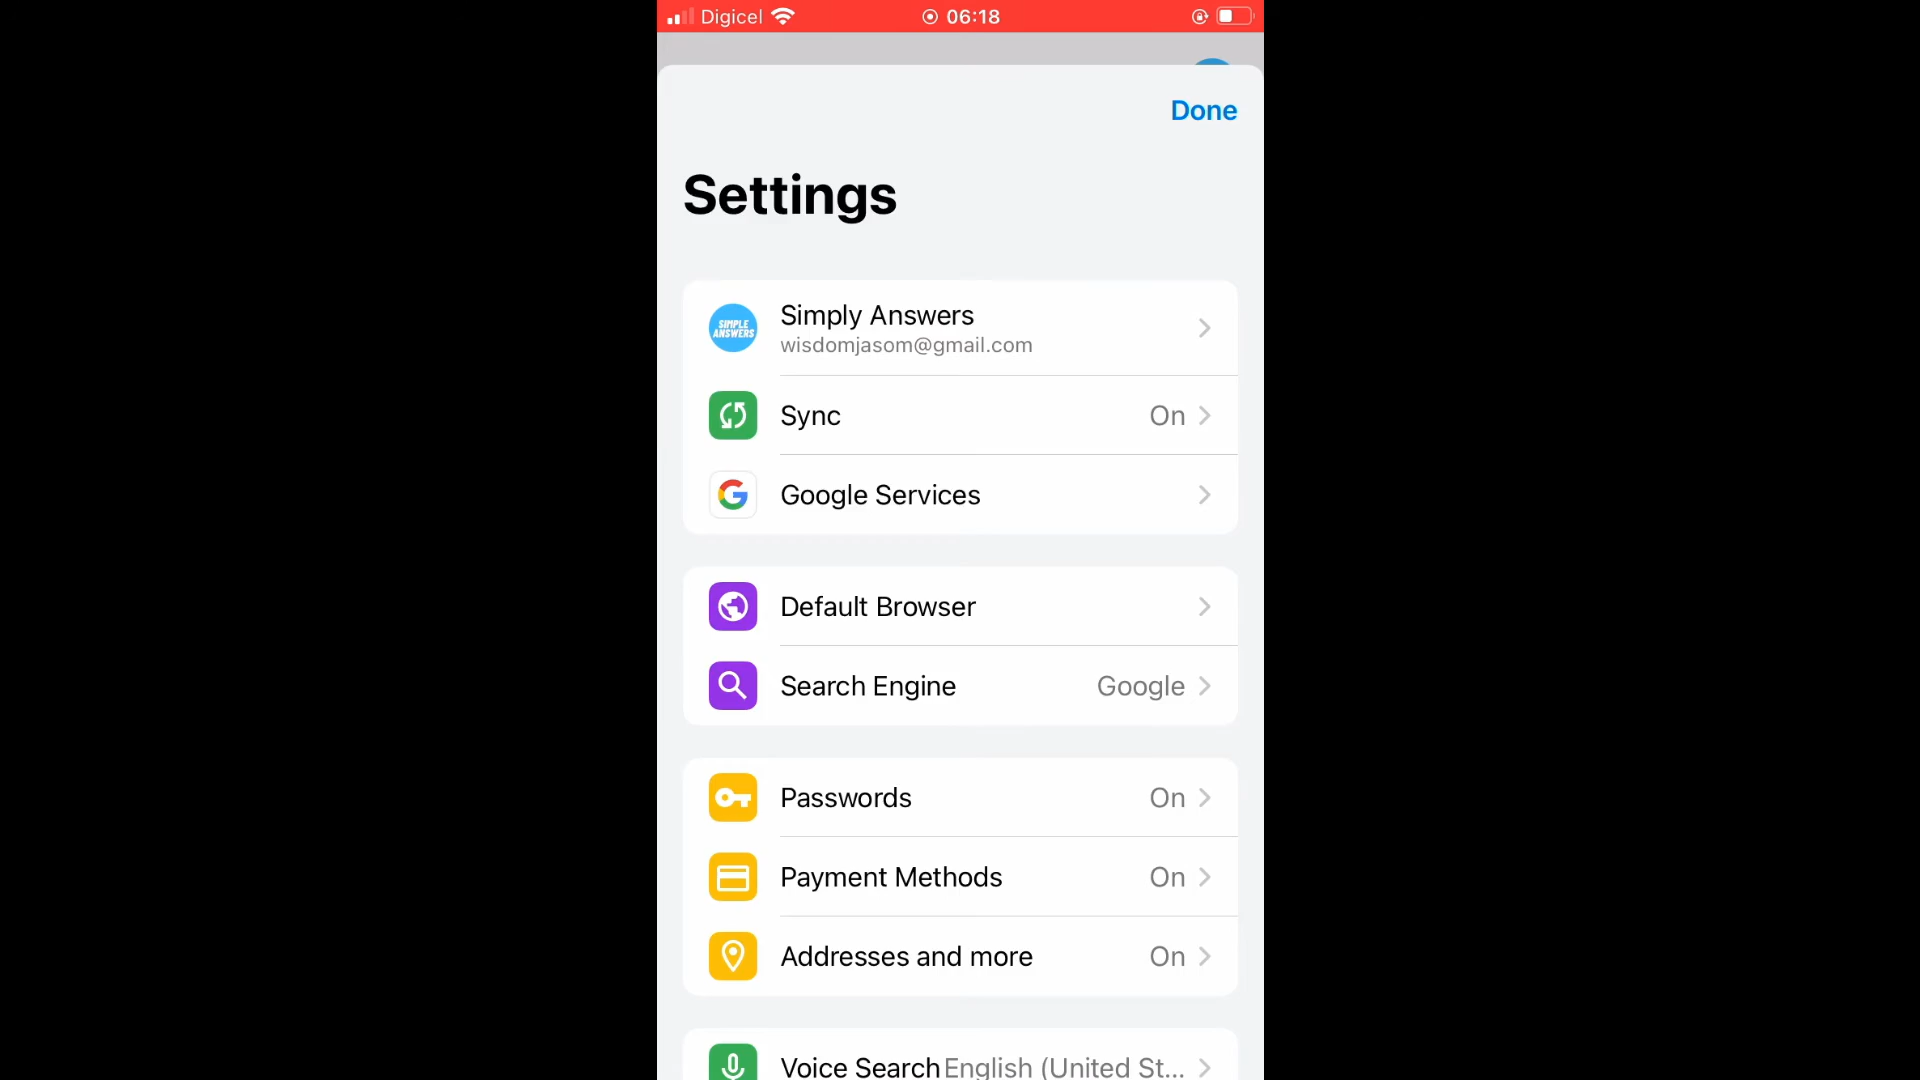 Digicel 06:18
Done
Settings
SIMPLE
ANSWERS
Simply Answers
wisdomjasom@gmail.com
Sync On
Google Services
Default Browser
Search Engine Google
Passwords On
Payment Methods On
Addresses and more On
Voice Search English (United St...